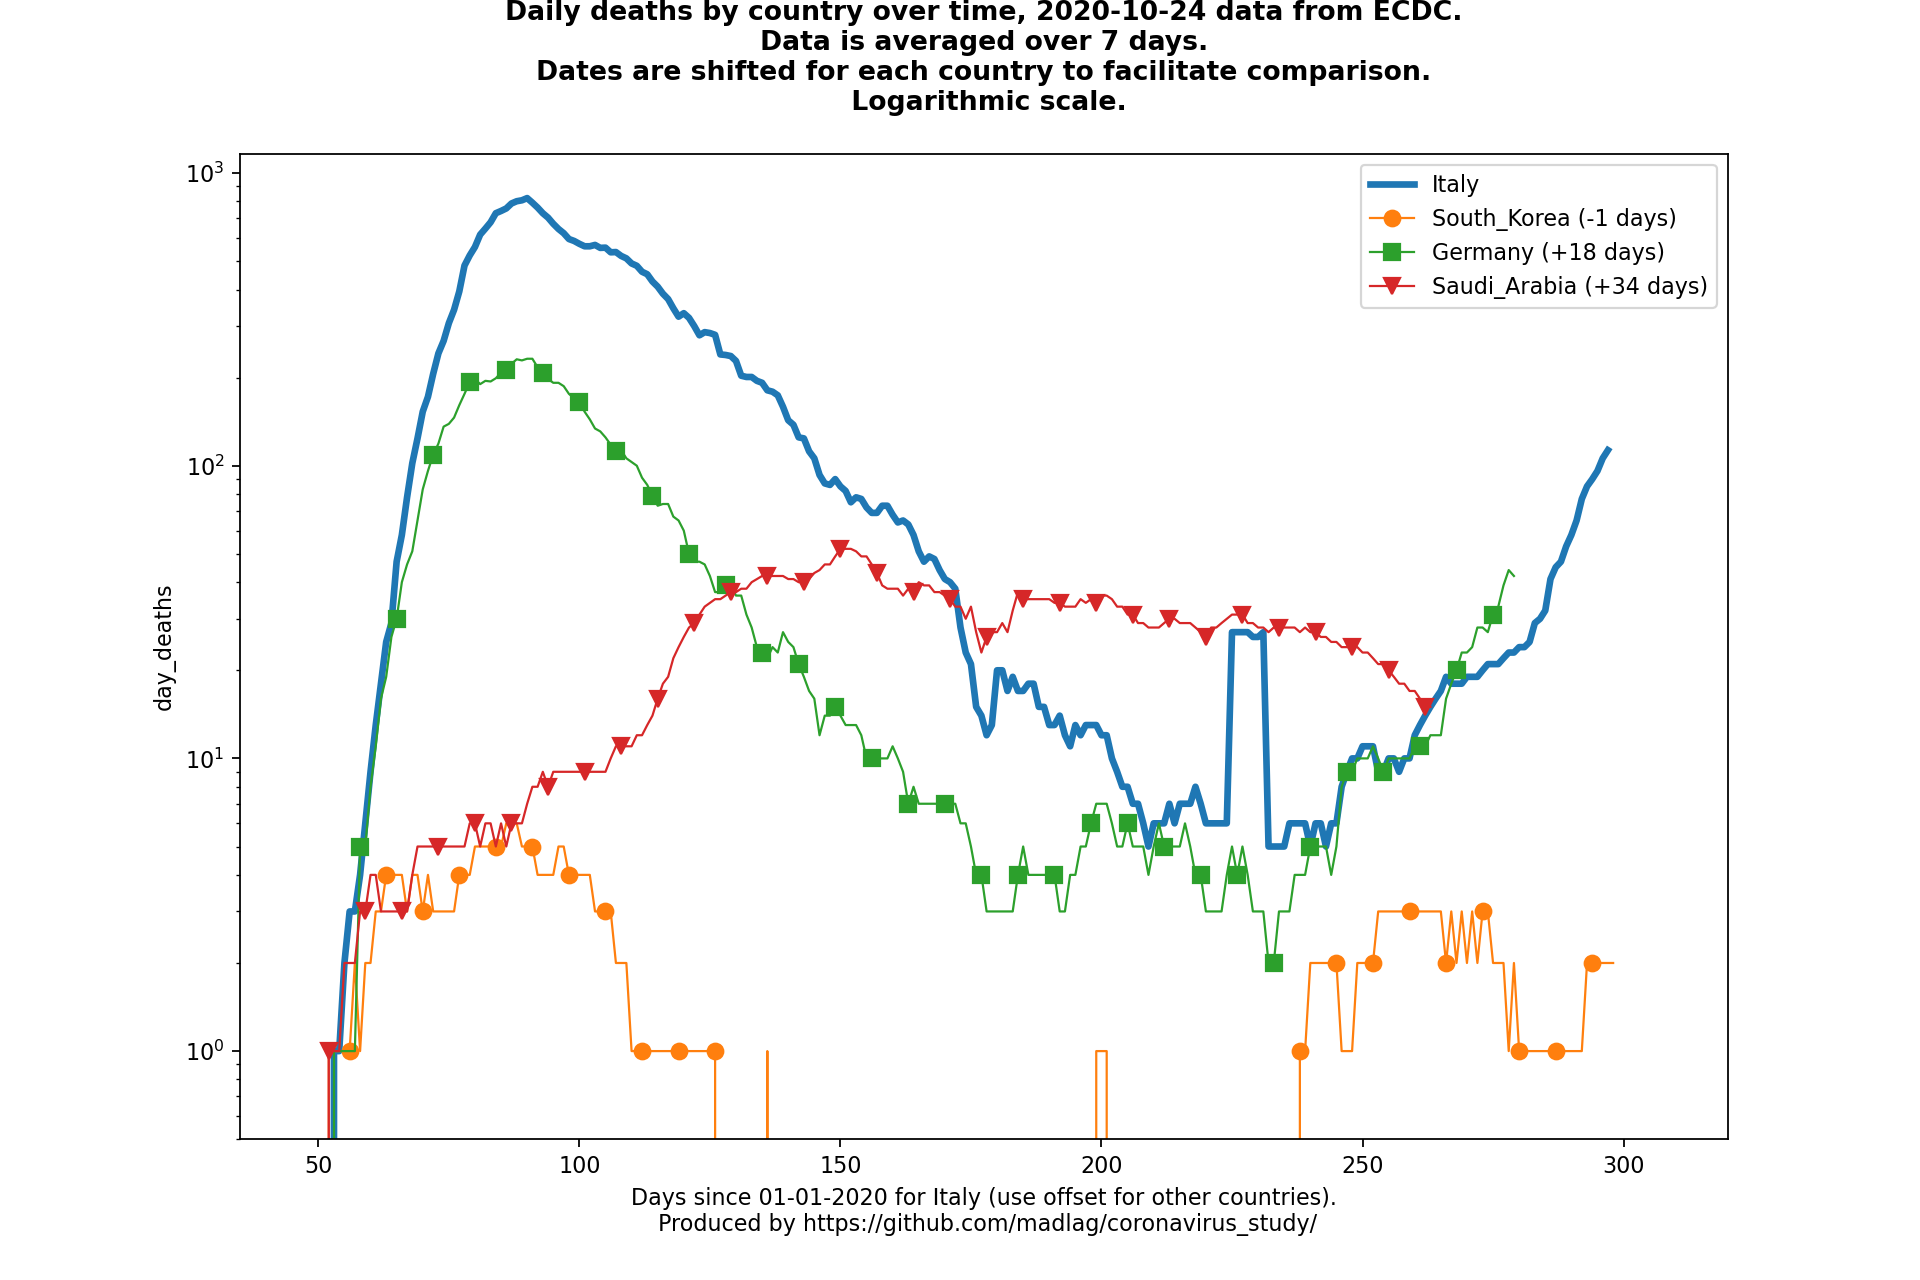 Daily deaths by country over time, 2020-10-24 data from ECDC.
Data is averaged over 7 days.
Dates are shifted for each country to facilitate comparison.
Logarithmic scale.
10³
10²
10¹
10⁰
day_deaths
Italy
South_Korea (-1 days)
Germany (+18 days)
Saudi_Arabia (+34 days)
50 100 150 200 250 300
Days since 01-01-2020 for Italy (use offset for other countries).
Produced by https://github.com/madlag/coronavirus_study/